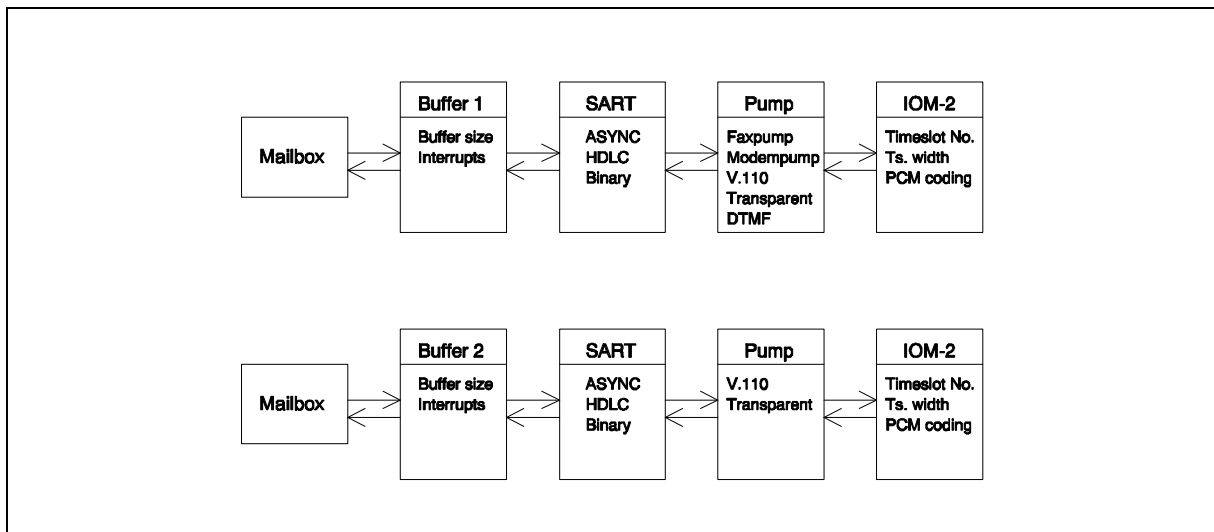 Mailbox
Buffer 1
Buffer size
Interrupts
SART
ASYNC
HDLC
Binary
Pump
Faxpump
Modempump
V.110
Transparent
DTMF
IOM-2
Timeslot No.
Ts. width
PCM coding
Mailbox
Buffer 2
Buffer size
Interrupts
SART
ASYNC
HDLC
Binary
Pump
V.110
Transparent
IOM-2
Timeslot No.
Ts. width
PCM coding